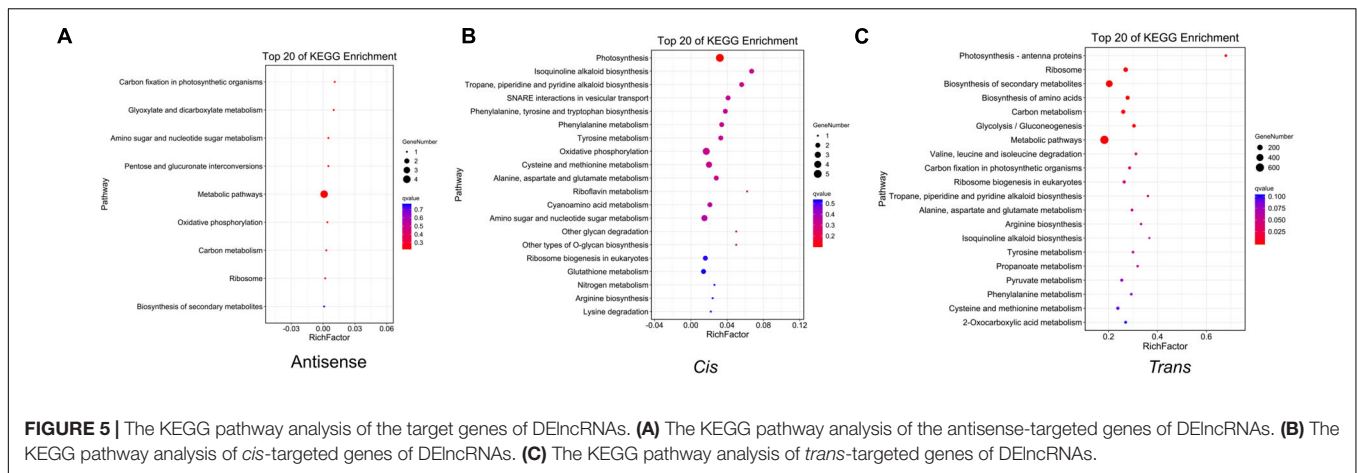 A
Top 20 of KEGG Enrichment
Carbon fixation in photosynthetic organisms
Glyoxylate and dicarboxylate metabolism
Amino sugar and nucleotide sugar metabolism
Pentose and glucuronate interconversions
Metabolic pathways
Oxidative phosphorylation
Carbon metabolism
Ribosome
Biosynthesis of secondary metabolites
Pathway
-0.03 0.00 0.03 0.06
RichFactor
GeneNumber
1
2
3
4
qvalue
0.7
0.6
0.5
0.4
0.3
Antisense
B
Top 20 of KEGG Enrichment
Photosynthesis
Isoquinoline alkaloid biosynthesis
Tropane, piperidine and pyridine alkaloid biosynthesis
SNARE interactions in vesicular transport
Phenylalanine, tyrosine and tryptophan biosynthesis
Phenylalanine metabolism
Tyrosine metabolism
Oxidative phosphorylation
Cysteine and methionine metabolism
Alanine, aspartate and glutamate metabolism
Riboflavin metabolism
Cyanoamino acid metabolism
Amino sugar and nucleotide sugar metabolism
Other glycan degradation
Other types of O-glycan biosynthesis
Ribosome biogenesis in eukaryotes
Glutathione metabolism
Nitrogen metabolism
Arginine biosynthesis
Lysine degradation
Pathway
-0.04 0.00 0.04 0.08 0.12
RichFactor
GeneNumber
1
2
3
4
5
qvalue
0.5
0.4
0.3
0.2
Cis
C
Top 20 of KEGG Enrichment
Photosynthesis - antenna proteins
Ribosome
Biosynthesis of secondary metabolites
Biosynthesis of amino acids
Carbon metabolism
Glycolysis / Gluconeogenesis
Metabolic pathways
Valine, leucine and isoleucine degradation
Carbon fixation in photosynthetic organisms
Ribosome biogenesis in eukaryotes
Tropane, piperidine and pyridine alkaloid biosynthesis
Alanine, aspartate and glutamate metabolism
Arginine biosynthesis
Isoquinoline alkaloid biosynthesis
Tyrosine metabolism
Propanoate metabolism
Pyruvate metabolism
Phenylalanine metabolism
Cysteine and methionine metabolism
2-Oxocarboxylic acid metabolism
Pathway
0.2 0.4 0.6
RichFactor
GeneNumber
200
400
600
qvalue
0.100
0.075
0.050
0.025
Trans
FIGURE 5 | The KEGG pathway analysis of the target genes of DElncRNAs. (A) The KEGG pathway analysis of the antisense-targeted genes of DElncRNAs. (B) The
KEGG pathway analysis of cis-targeted genes of DElncRNAs. (C) The KEGG pathway analysis of trans-targeted genes of DElncRNAs.